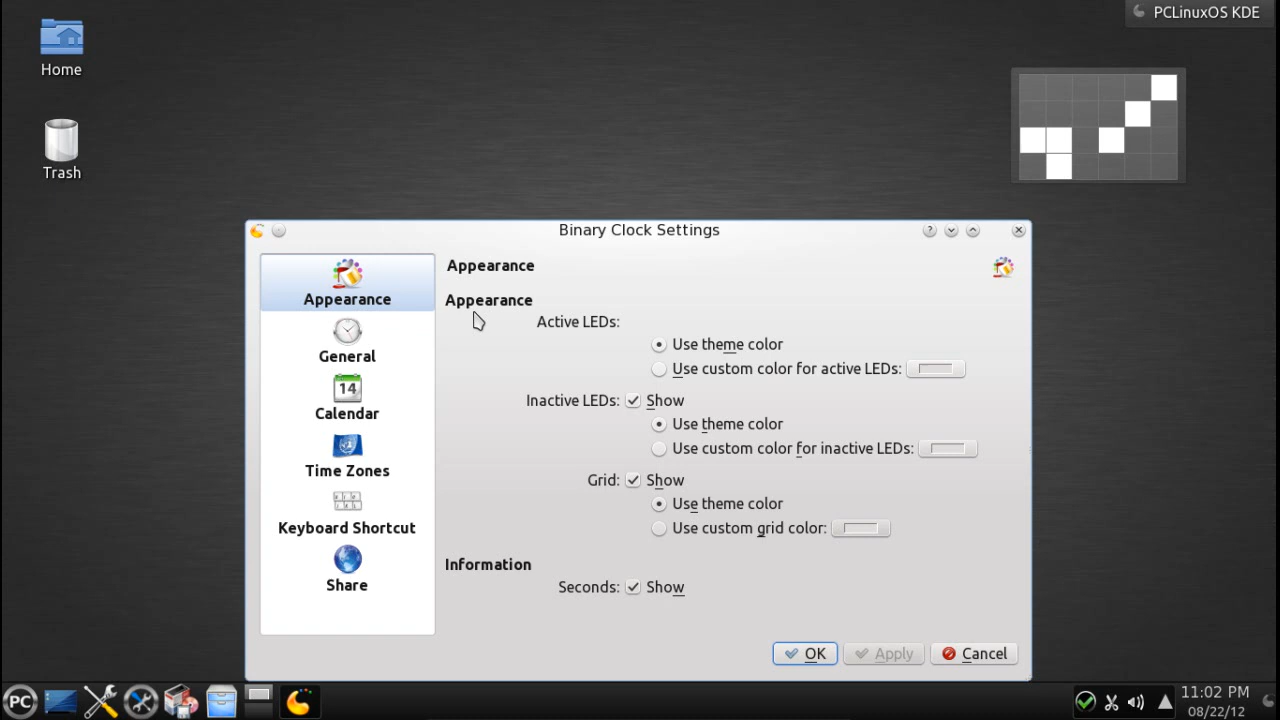 PCLinuxOS KDE
Home
Trash
Binary Clock Settings
?
Appearance
General
14
Calendar
Time Zones
Keyboard Shortcut
Share
Appearance
Appearance
Active LEDs:
Use theme color
Use custom color for active LEDs:
Inactive LEDs: Show
Use theme color
Use custom color for inactive LEDs:
Grid: Show
Use theme color
Use custom grid color:
Information
Seconds: Show
OK Apply Cancel
PC
11:02 PM
08/22/12